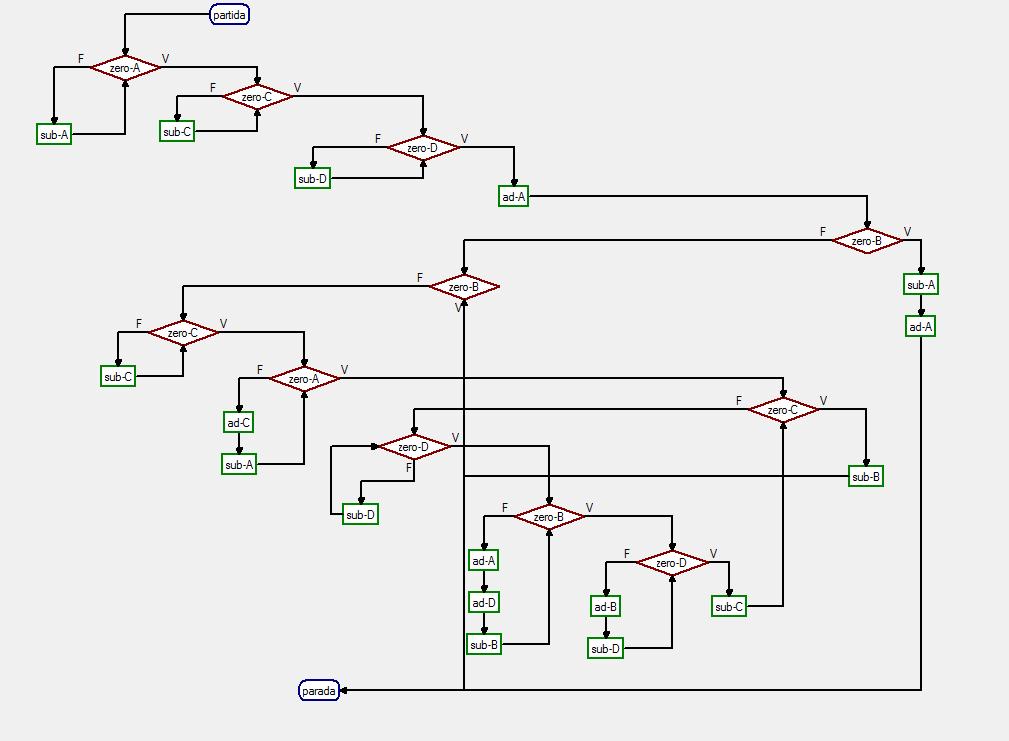 partida
F
zero-A
V
sub-A
F
zero-C
V
sub-C
F
zero-D
V
sub-D
ad-A
F
zero-B
V
sub-A
ad-A
F
zero-B
V
F
zero-C
V
sub-C
F
zero-A
V
ad-C
sub-A
F
zero-C
V
sub-B
zero-D
V
F
sub-D
F
zero-B
V
ad-A
ad-D
sub-B
F
zero-D
V
ad-B
sub-D
sub-C
parada